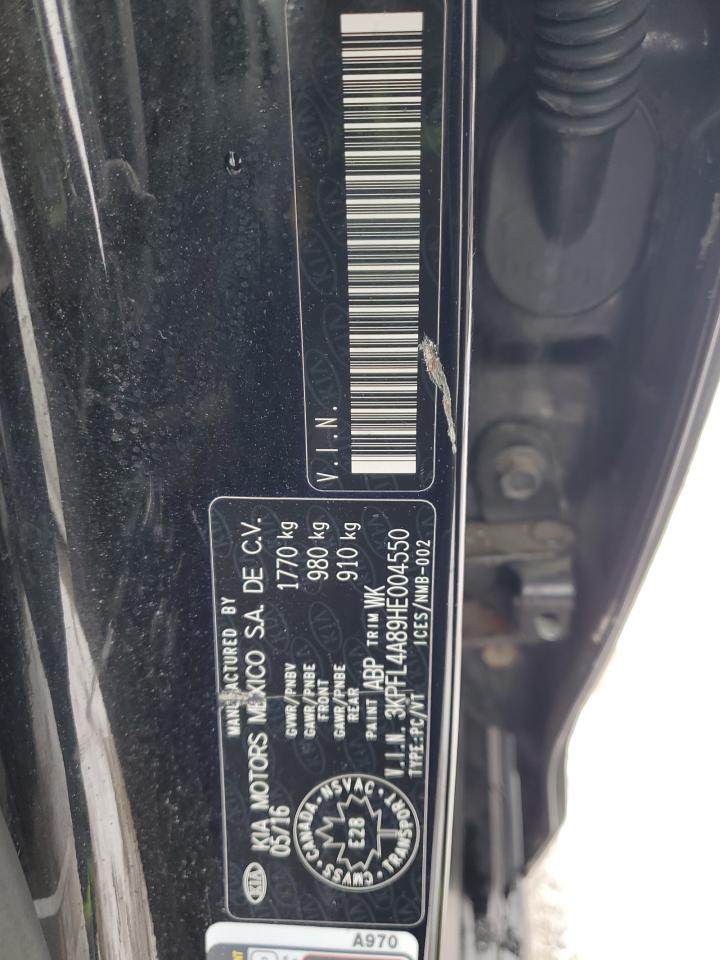 MANUFACTURED BY
KIA KIA MOTORS MEXICO S.A. DE C.V.
05/16
GVWR/PNBV 1770 kg
GAWR/PNBE FRONT 980 kg
GAWR/PNBE REAR 910 kg
PAINT ABP TRIM WK
V.I.N. 3KPFL4A89HE004550
TYPE:PC/VT ICES/NMB-002
CANADA · NSVAC · TRANSPORT · CMVSS
E28
V.I.N.
A970